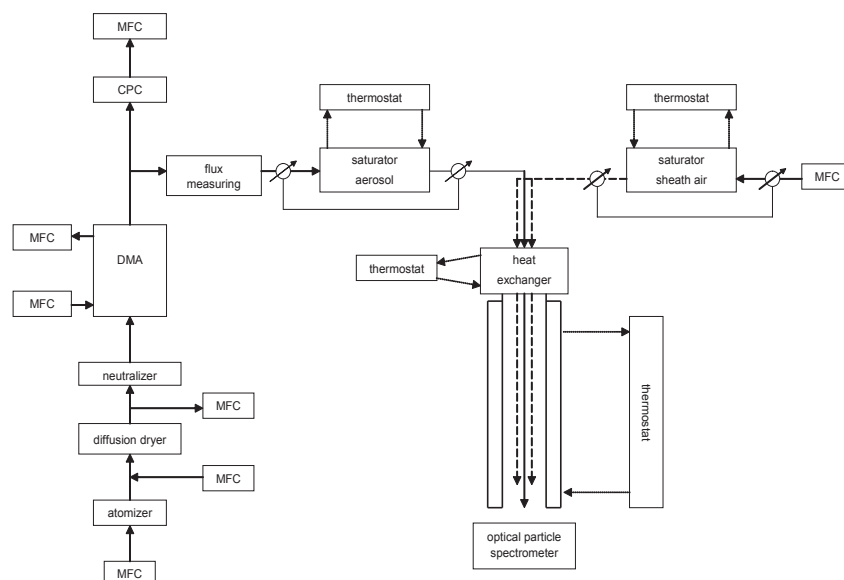 MFC
CPC
thermostat
thermostat
flux
measuring
saturator
aerosol
saturator
sheath air
MFC
MFC
DMA
heat
exchanger
thermostat
MFC
neutralizer
MFC
thermostat
diffusion dryer
MFC
atomizer
optical particle
spectrometer
MFC